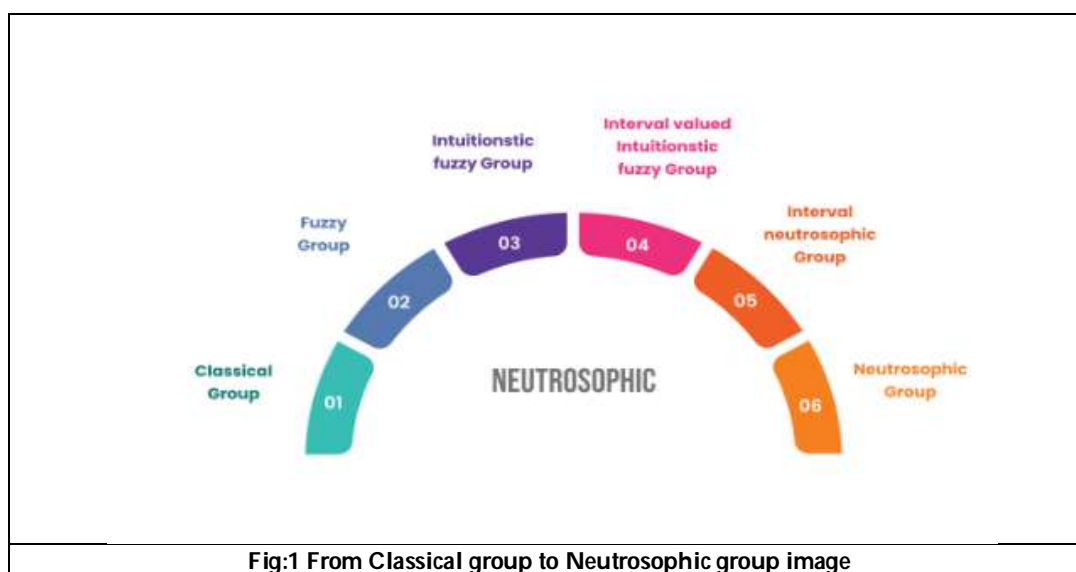 Interval valued
Intuitionstic
fuzzy Group
Intuitionstic
fuzzy Group
Interval
neutrosophic
Group
Fuzzy
Group
03
04
02
05
Classical
Group
01
NEUTROSOPHIC
Neutrosophic
Group
06
Fig:1 From Classical group to Neutrosophic group image